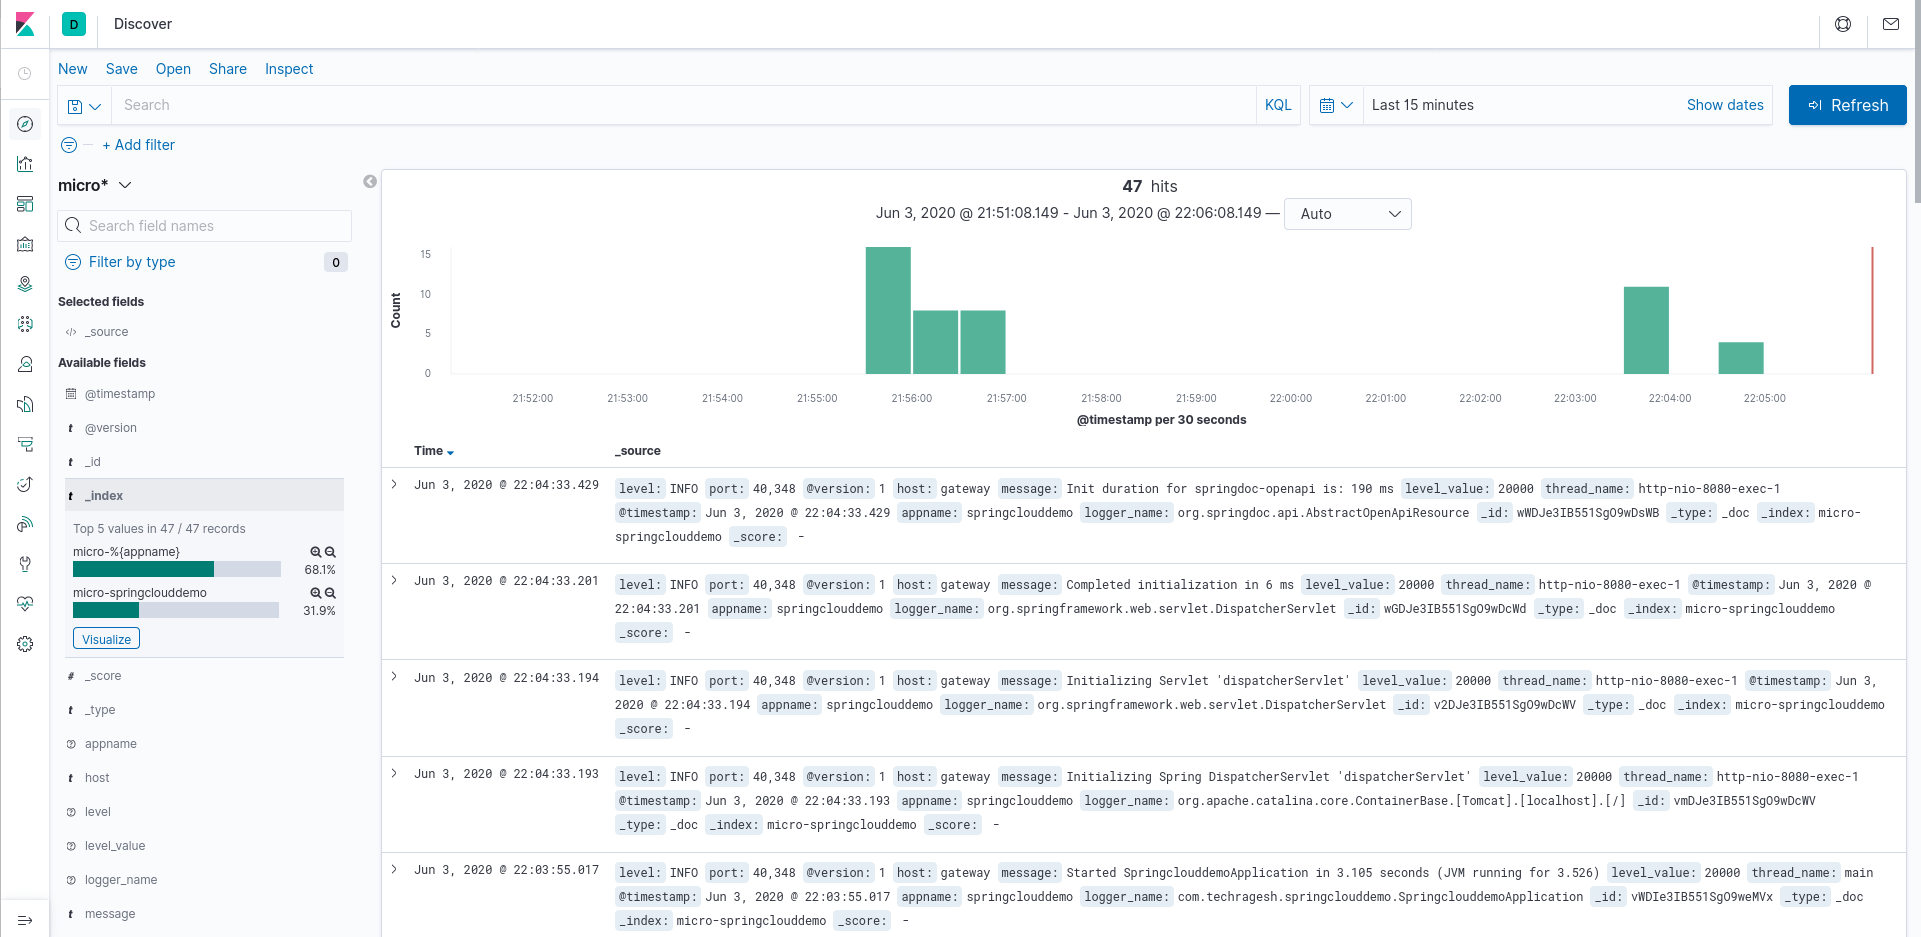 D Discover
New Save Open Share Inspect
Search KQL Last 15 minutes Show dates Refresh
+ Add filter
micro*
Search field names
Filter by type 0
Selected fields
_source
Available fields
@timestamp
t @version
t _id
t _index
Top 5 values in 47 / 47 records
micro-%{appname}
68.1%
micro-springclouddemo
31.9%
Visualize
# _score
t _type
appname
t host
level
level_value
logger_name
t message
47 hits
Jun 3, 2020 @ 21:51:08.149 - Jun 3, 2020 @ 22:06:08.149 — Auto
Count
15
10
5
0
21:52:00 21:53:00 21:54:00 21:55:00 21:56:00 21:57:00 21:58:00 21:59:00 22:00:00 22:01:00 22:02:00 22:03:00 22:04:00 22:05:00
@timestamp per 30 seconds
Time _source
Jun 3, 2020 @ 22:04:33.429 level: INFO port: 40,348 @version: 1 host: gateway message: Init duration for springdoc-openapi is: 190 ms level_value: 20000 thread_name: http-nio-8080-exec-1
@timestamp: Jun 3, 2020 @ 22:04:33.429 appname: springclouddemo logger_name: org.springdoc.api.AbstractOpenApiResource _id: wWDJe3IB551SgO9wDsWB _type: _doc _index: micro-
springclouddemo _score: -
Jun 3, 2020 @ 22:04:33.201 level: INFO port: 40,348 @version: 1 host: gateway message: Completed initialization in 6 ms level_value: 20000 thread_name: http-nio-8080-exec-1 @timestamp: Jun 3, 2020 @
22:04:33.201 appname: springclouddemo logger_name: org.springframework.web.servlet.DispatcherServlet _id: wGDJe3IB551SgO9wDcWd _type: _doc _index: micro-springclouddemo
_score: -
Jun 3, 2020 @ 22:04:33.194 level: INFO port: 40,348 @version: 1 host: gateway message: Initializing Servlet 'dispatcherServlet' level_value: 20000 thread_name: http-nio-8080-exec-1 @timestamp: Jun 3,
2020 @ 22:04:33.194 appname: springclouddemo logger_name: org.springframework.web.servlet.DispatcherServlet _id: v2DJe3IB551SgO9wDcWV _type: _doc _index: micro-springclouddemo
_score: -
Jun 3, 2020 @ 22:04:33.193 level: INFO port: 40,348 @version: 1 host: gateway message: Initializing Spring DispatcherServlet 'dispatcherServlet' level_value: 20000 thread_name: http-nio-8080-exec-1
@timestamp: Jun 3, 2020 @ 22:04:33.193 appname: springclouddemo logger_name: org.apache.catalina.core.ContainerBase.[Tomcat].[localhost].[/] _id: vmDJe3IB551SgO9wDcWV
_type: _doc _index: micro-springclouddemo _score: -
Jun 3, 2020 @ 22:03:55.017 level: INFO port: 40,348 @version: 1 host: gateway message: Started SpringclouddemoApplication in 3.105 seconds (JVM running for 3.526) level_value: 20000 thread_name: main
@timestamp: Jun 3, 2020 @ 22:03:55.017 appname: springclouddemo logger_name: com.techragesh.springclouddemo.SpringclouddemoApplication _id: vWDIe3IB551SgO9weMVx _type: _doc
_index: micro-springclouddemo _score: -